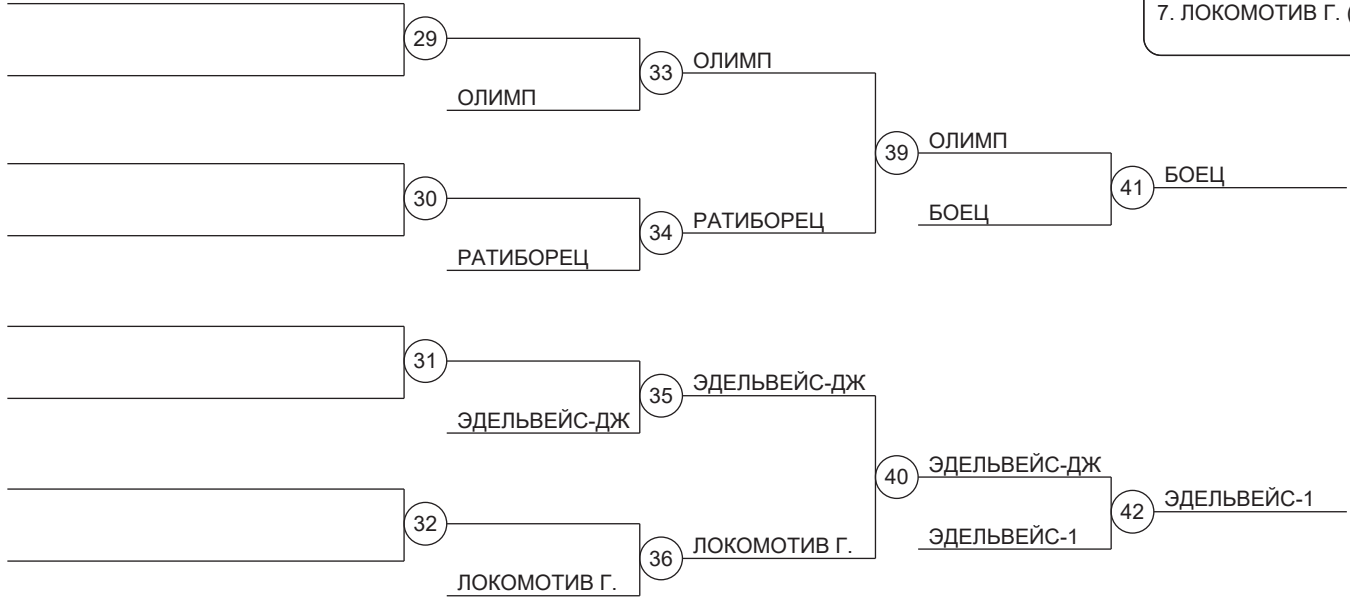 7. ЛОКОМОТИВ Г. (
29
ОЛИМП
33
ОЛИМП
39
ОЛИМП
30
РАТИБОРЕЦ
34
РАТИБОРЕЦ
БОЕЦ
41
БОЕЦ
31
ЭДЕЛЬВЕЙС-ДЖ
35
ЭДЕЛЬВЕЙС-ДЖ
40
ЭДЕЛЬВЕЙС-ДЖ
32
ЛОКОМОТИВ Г.
36
ЛОКОМОТИВ Г.
ЭДЕЛЬВЕЙС-1
42
ЭДЕЛЬВЕЙС-1